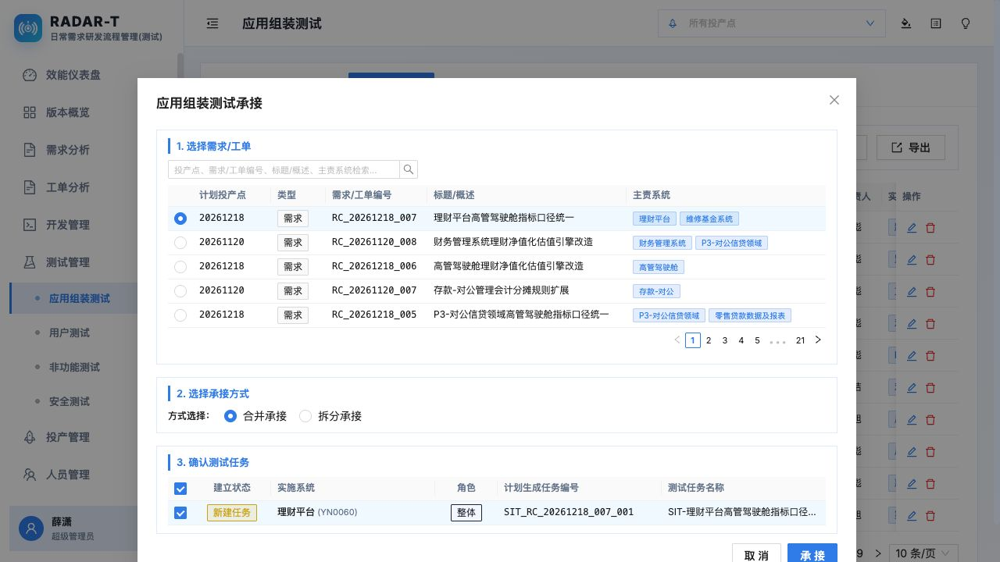 RADAR-T
日常需求研发流程管理(测试)
应用组装测试
所有投产点
效能仪表盘
版本概览
需求分析
工单分析
开发管理
测试管理
应用组装测试
用户测试
非功能测试
安全测试
投产管理
人员管理
薛潇
超级管理员
导出
操作
应用组装测试承接
1. 选择需求/工单
投产点、需求/工单编号、标题/概述、主责系统检索...
计划投产点 类型 需求/工单编号 标题/概述 主责系统
20261218 需求 RC_20261218_007 理财平台高管驾驶舱指标口径统一 理财平台 维修基金系统
20261120 需求 RC_20261120_008 财务管理系统理财净值化估值引擎改造 财务管理系统 P3-对公信贷领域
20261218 需求 RC_20261218_006 高管驾驶舱理财净值化估值引擎改造 高管驾驶舱
20261120 需求 RC_20261120_007 存款-对公管理会计分摊规则扩展 存款-对公
20261218 需求 RC_20261218_005 P3-对公信贷领域高管驾驶舱指标口径统一 P3-对公信贷领域 零售贷款数据及报表
1 2 3 4 5 ••• 21
2. 选择承接方式
方式选择: 合并承接 拆分承接
3. 确认测试任务
建立状态 实施系统 角色 计划生成任务编号 测试任务名称
新建任务 理财平台 (YN0060) 整体 SIT_RC_20261218_007_001 SIT-理财平台高管驾驶舱指标口径...
取 消 承 接
9 10 条/页